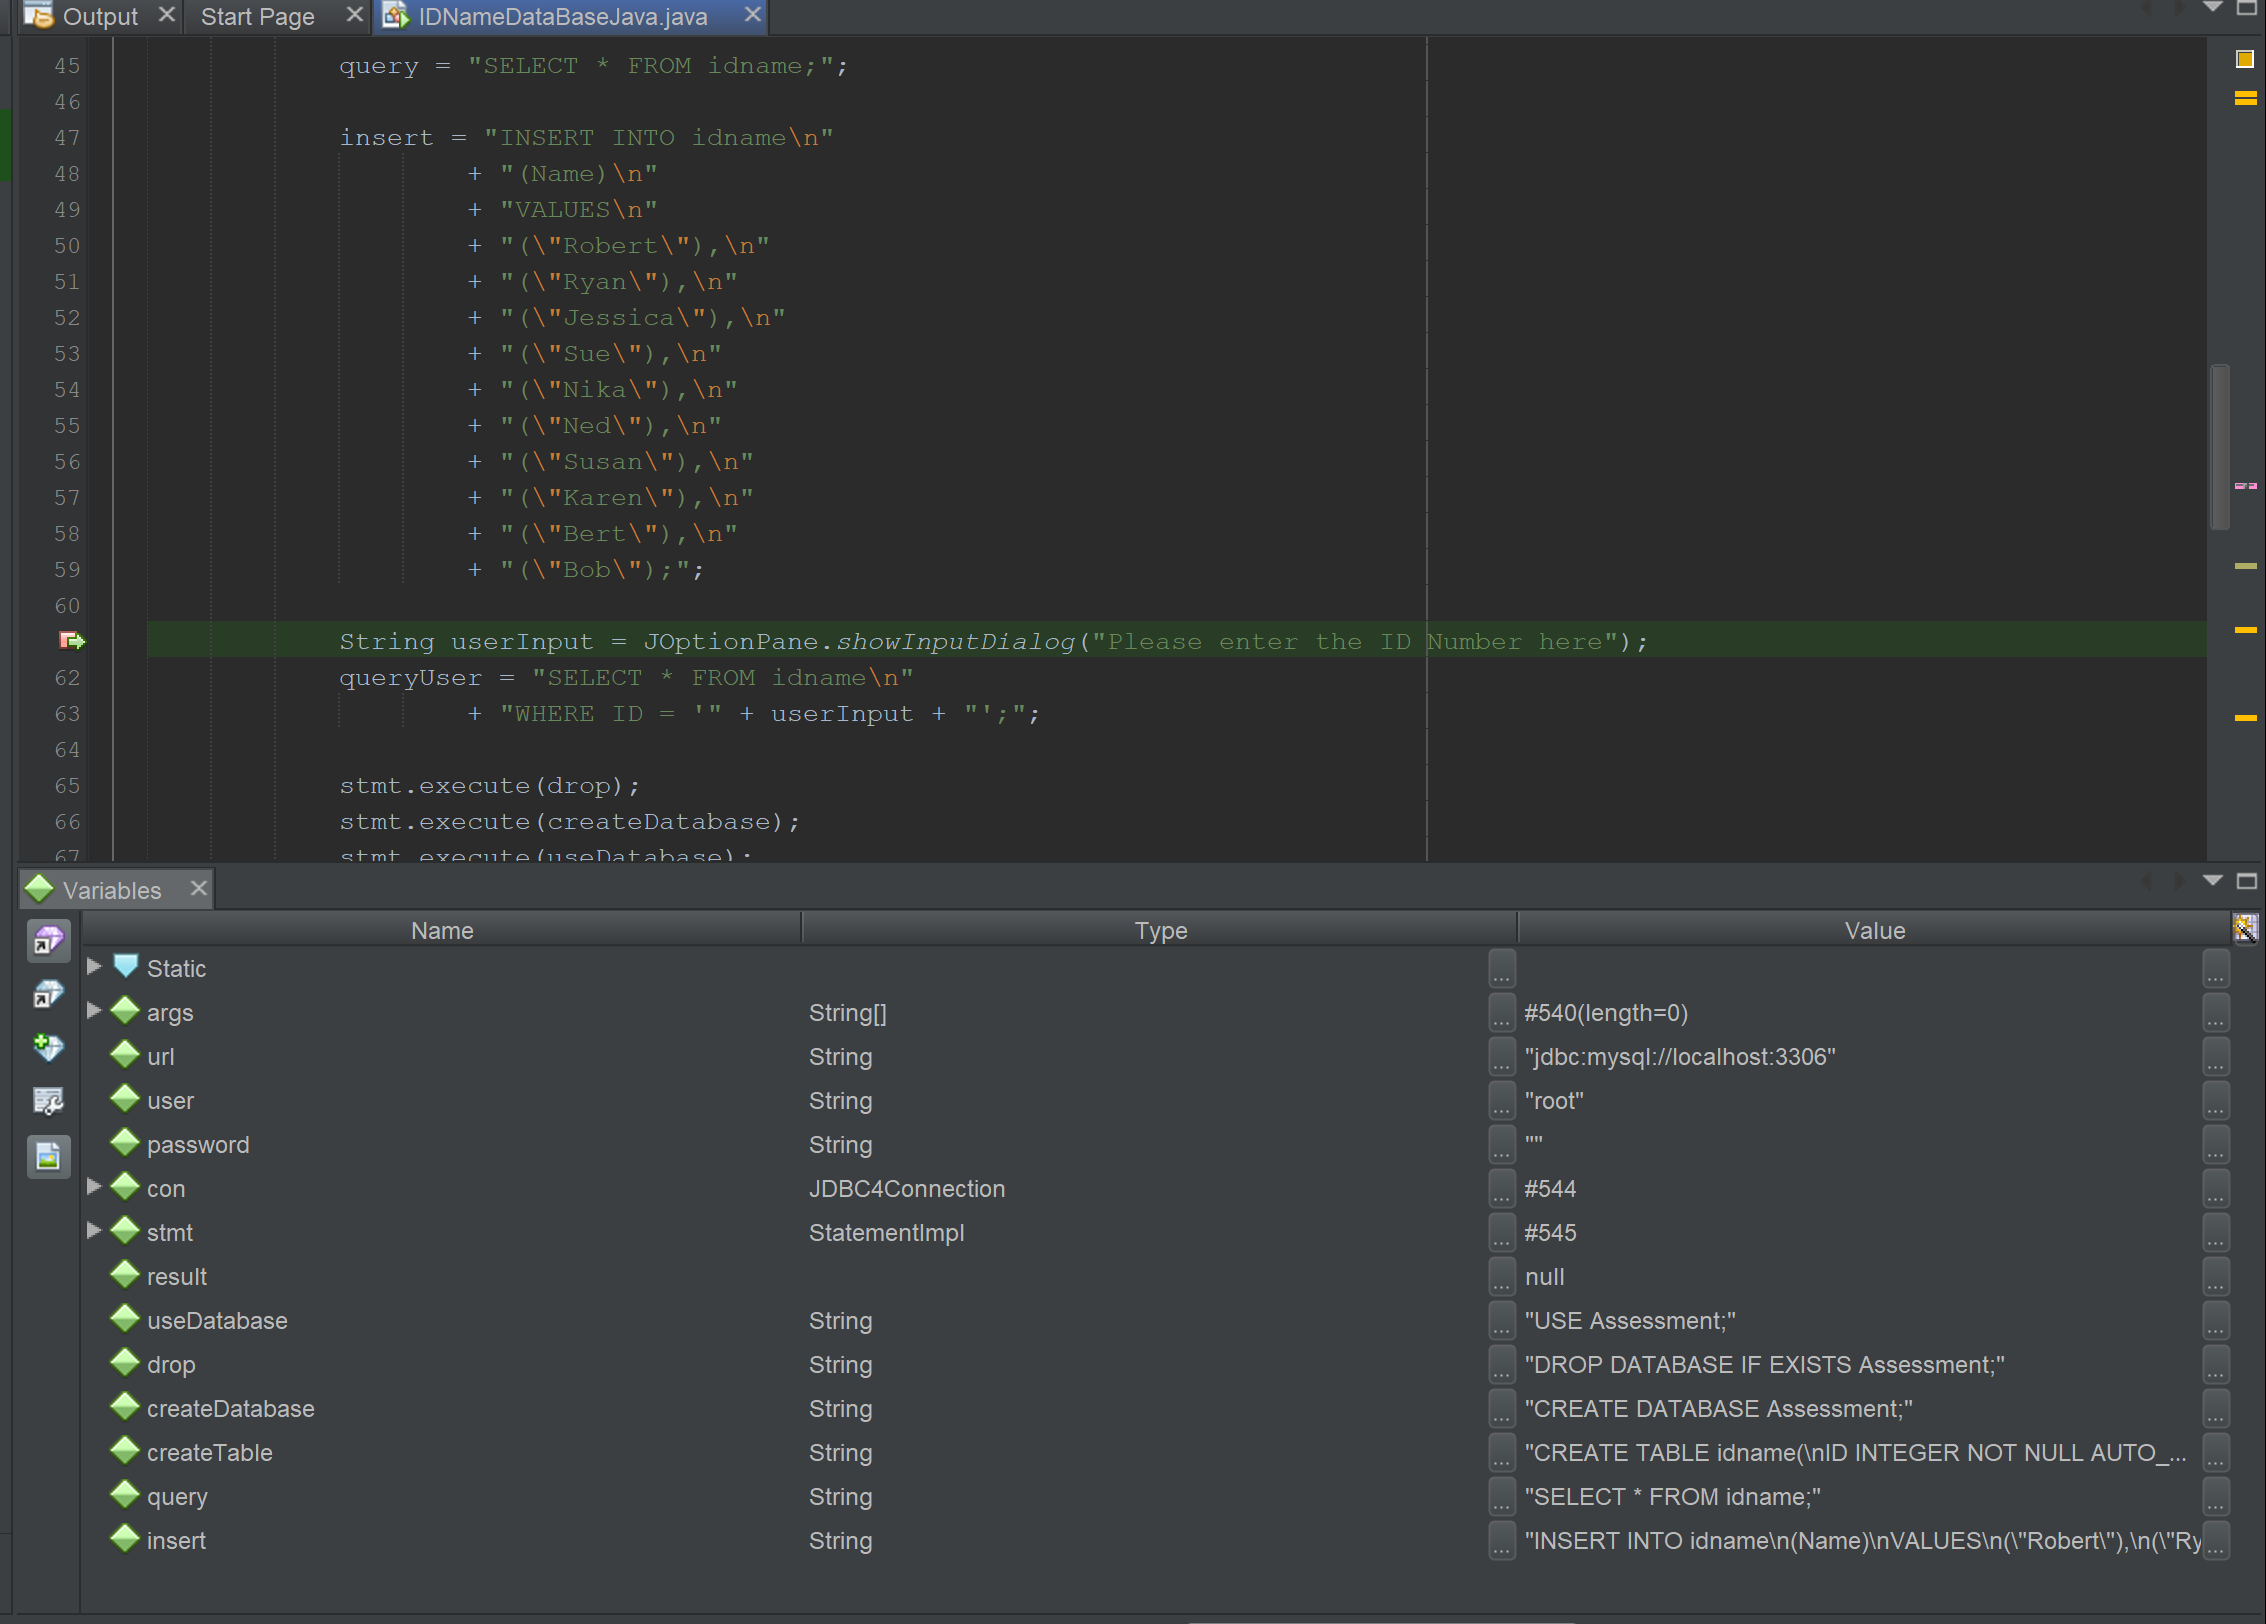 Output
Start Page
IDNameDataBaseJava.java
45 query = "SELECT * FROM idname;";
46
47 insert = "INSERT INTO idname\n"
48 + "(Name)\n"
49 + "VALUES\n"
50 + "(\"Robert\"),\n"
51 + "(\"Ryan\"),\n"
52 + "(\"Jessica\"),\n"
53 + "(\"Sue\"),\n"
54 + "(\"Nika\"),\n"
55 + "(\"Ned\"),\n"
56 + "(\"Susan\"),\n"
57 + "(\"Karen\"),\n"
58 + "(\"Bert\"),\n"
59 + "(\"Bob\");";
60
String userInput = JOptionPane.showInputDialog("Please enter the ID Number here");
62 queryUser = "SELECT * FROM idname\n"
63 + "WHERE ID = '" + userInput + "';";
64
65 stmt.execute(drop);
66 stmt.execute(createDatabase);
67 stmt.execute(useDatabase);
Variables
Name Type Value
Static ... ...
args String[] ... #540(length=0) ...
url String ... "jdbc:mysql://localhost:3306" ...
user String ... "root" ...
password String ... "" ...
con JDBC4Connection ... #544 ...
stmt StatementImpl ... #545 ...
result ... null ...
useDatabase String ... "USE Assessment;" ...
drop String ... "DROP DATABASE IF EXISTS Assessment;" ...
createDatabase String ... "CREATE DATABASE Assessment;" ...
createTable String ... "CREATE TABLE idname(\nID INTEGER NOT NULL AUTO_... ...
query String ... "SELECT * FROM idname;" ...
insert String ... "INSERT INTO idname\n(Name)\nVALUES\n(\"Robert\"),\n(\"Ry ...